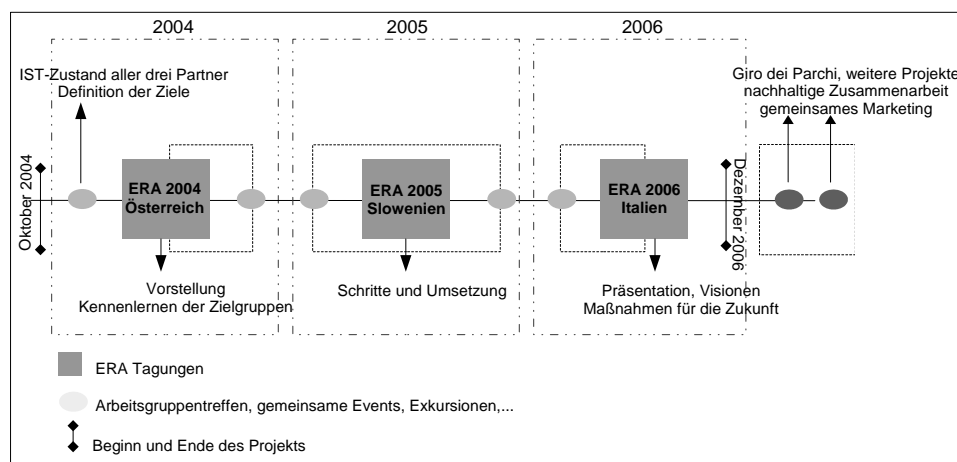 2004
2005
2006
IST-Zustand aller drei Partner
Definition der Ziele
Giro dei Parchi, weitere Projekte
nachhaltige Zusammenarbeit
gemeinsames Marketing
Oktober 2004
ERA 2004
Österreich
ERA 2005
Slowenien
ERA 2006
Italien
Dezember 2006
Vorstellung
Kennenlernen der Zielgruppen
Schritte und Umsetzung
Präsentation, Visionen
Maßnahmen für die Zukunft
ERA Tagungen
Arbeitsgruppentreffen, gemeinsame Events, Exkursionen,...
Beginn und Ende des Projekts